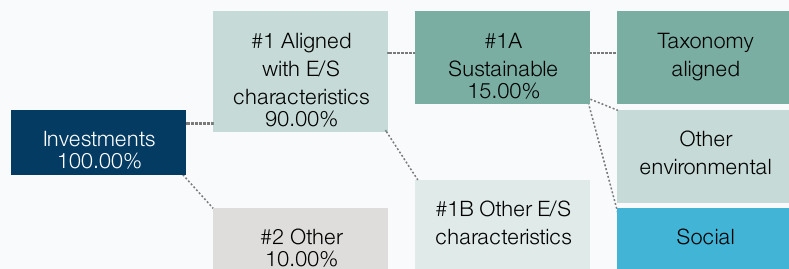 Investments
100.00%
#1 Aligned
with E/S
characteristics
90.00%
#2 Other
10.00%
#1A
Sustainable
15.00%
#1B Other E/S
characteristics
Taxonomy
aligned
Other
environmental
Social